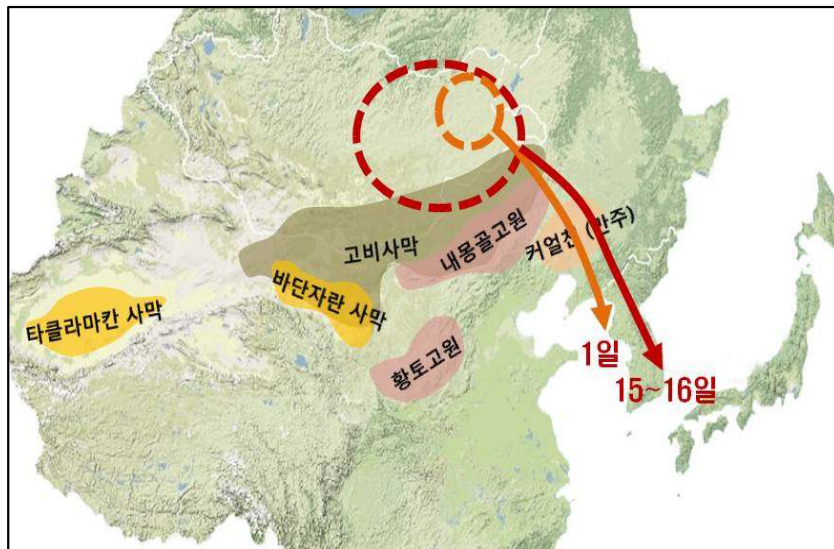 고비사막
내몽골고원
커얼친 (만주)
바단자란 사막
타클라마칸 사막
황토고원
1일
15~16일